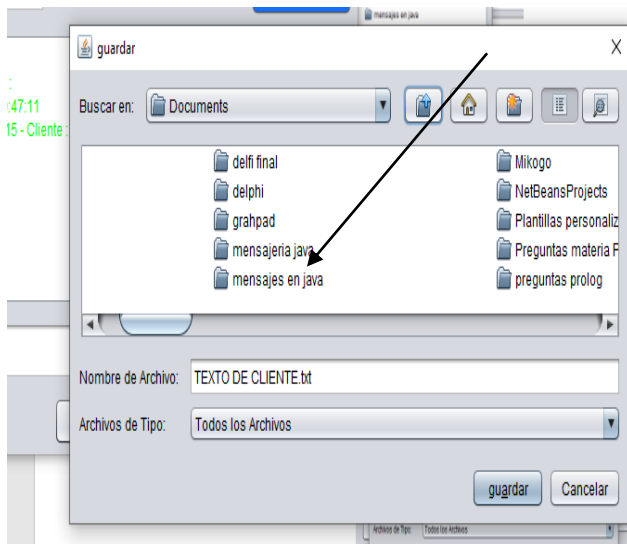 mensajes en java
guardar
:
:47:11
15 - Cliente :
Buscar en: Documents
delfi final
delphi
grahpad
mensajeria java
mensajes en java
Mikogo
NetBeansProjects
Plantillas personaliz
Preguntas materia F
preguntas prolog
Nombre de Archivo: TEXTO DE CLIENTE.txt
Archivos de Tipo: Todos los Archivos
guardar Cancelar
Archivos de Tipo: Todos los Archivos